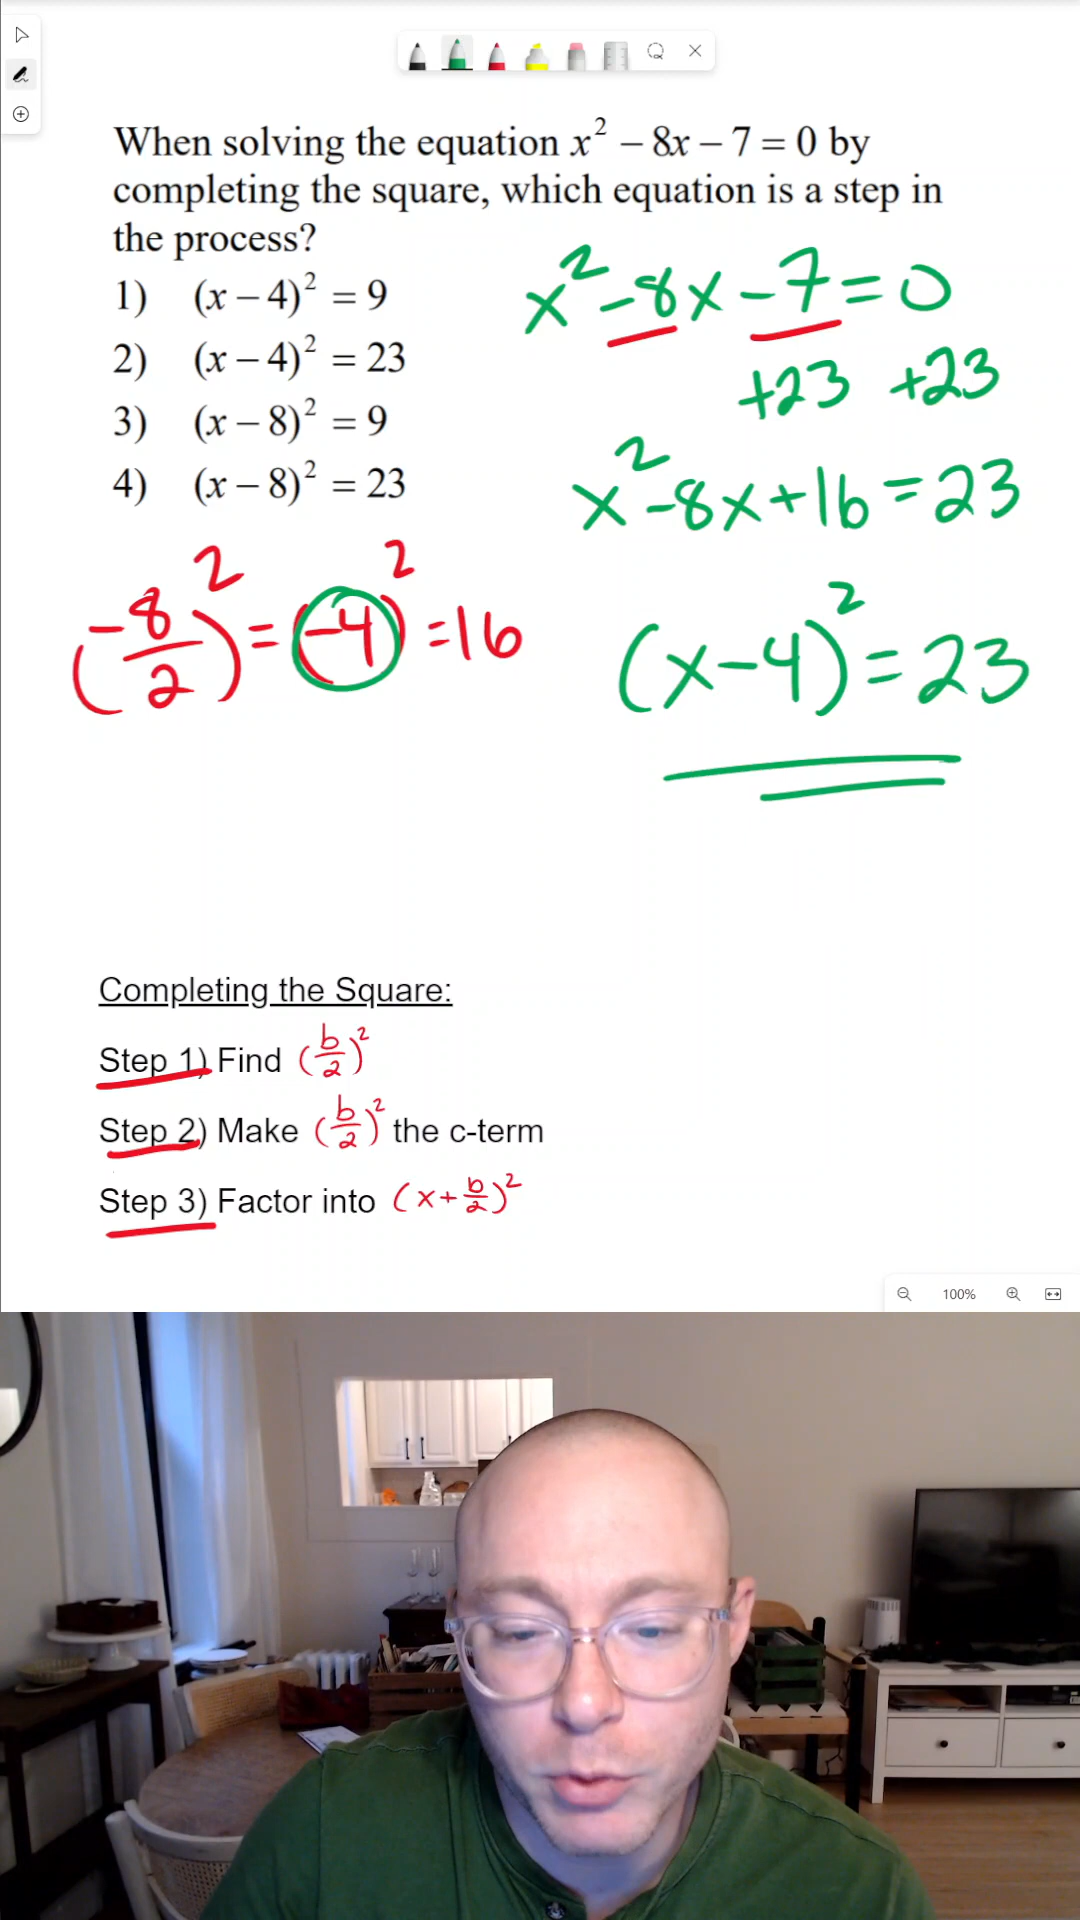 When solving the equation x² – 8x – 7 = 0 by
completing the square, which equation is a step in
the process?
1) (x – 4)² = 9
2) (x – 4)² = 23
3) (x – 8)² = 9
4) (x – 8)² = 23
x² -8x -7 = 0
+23 +23
x² -8x+16 = 23
(-8/2)² = (-4)² = 16
(x-4)² = 23
Completing the Square:
Step 1) Find (b/2)²
Step 2) Make (b/2)² the c-term
Step 3) Factor into (x+b/2)²
100%